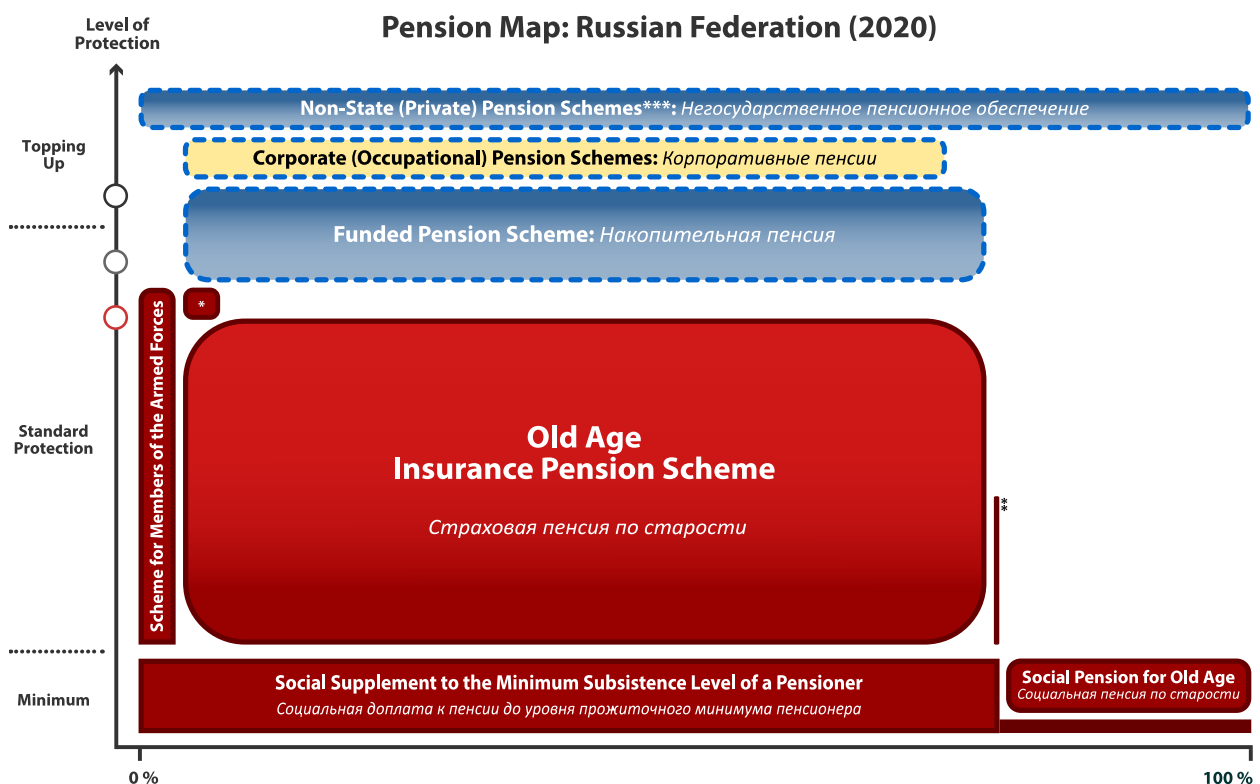 Pension Map: Russian Federation (2020)
Level of
Protection
Non-State (Private) Pension Schemes***: Негосударственное пенсионное обеспечение
Topping
Up
Corporate (Occupational) Pension Schemes: Корпоративные пенсии
Funded Pension Scheme: Накопительная пенсия
*
Scheme for Members of the Armed Forces
Standard
Protection
Old Age
Insurance Pension Scheme
Страховая пенсия по старости
**
Minimum
Social Supplement to the Minimum Subsistence Level of a Pensioner
Социальная доплата к пенсии до уровня прожиточного минимума пенсионера
Social Pension for Old Age
Социальная пенсия по старости
0 %
100 %